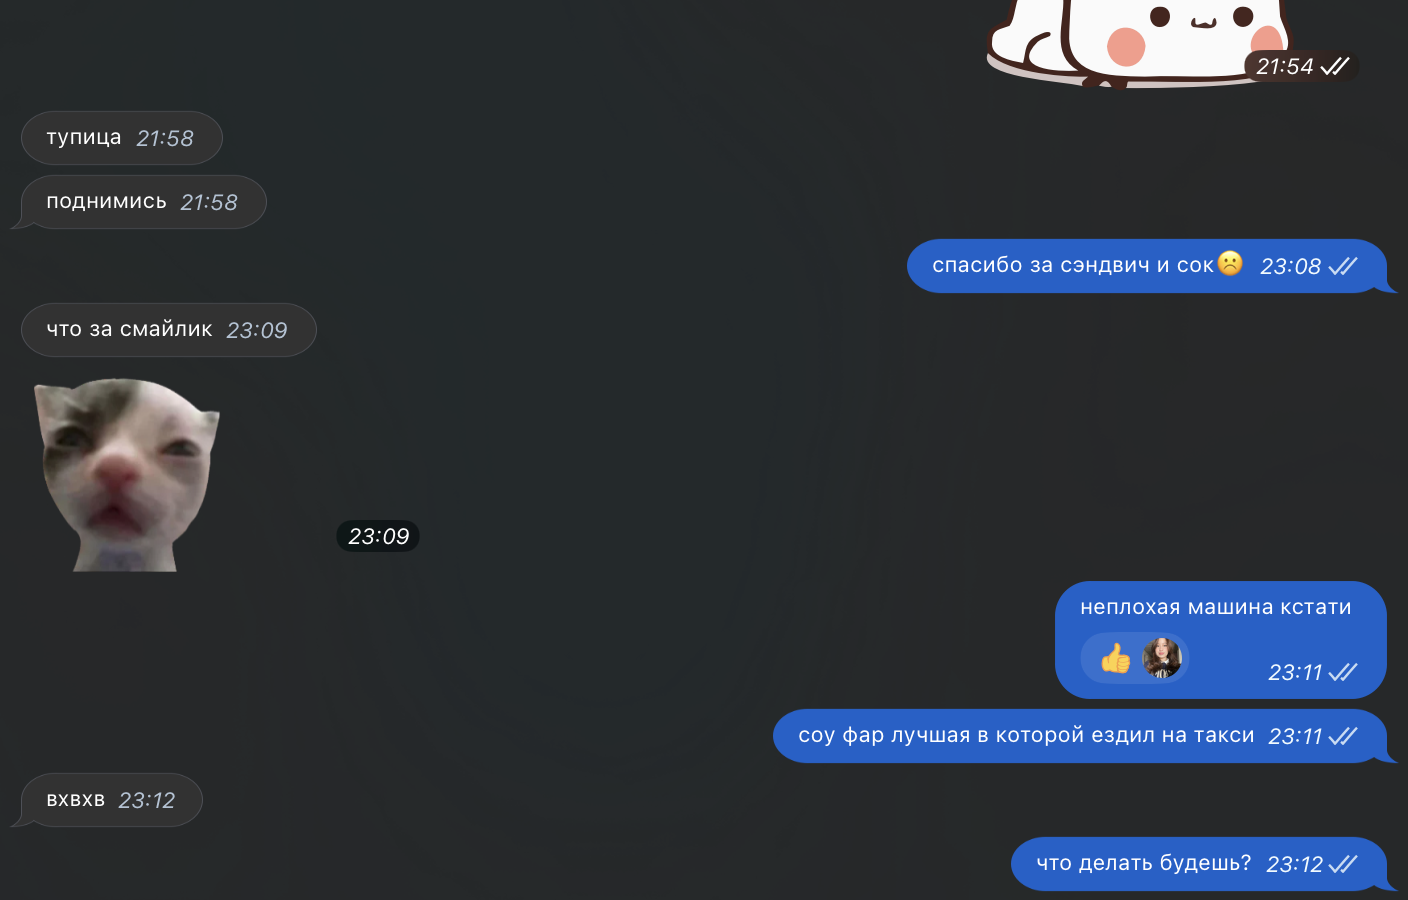 21:54
тупица 21:58
поднимись 21:58
спасибо за сэндвич и сок☹️ 23:08
что за смайлик 23:09
23:09
неплохая машина кстати
👍 23:11
соу фар лучшая в которой ездил на такси 23:11
вхвхв 23:12
что делать будешь? 23:12